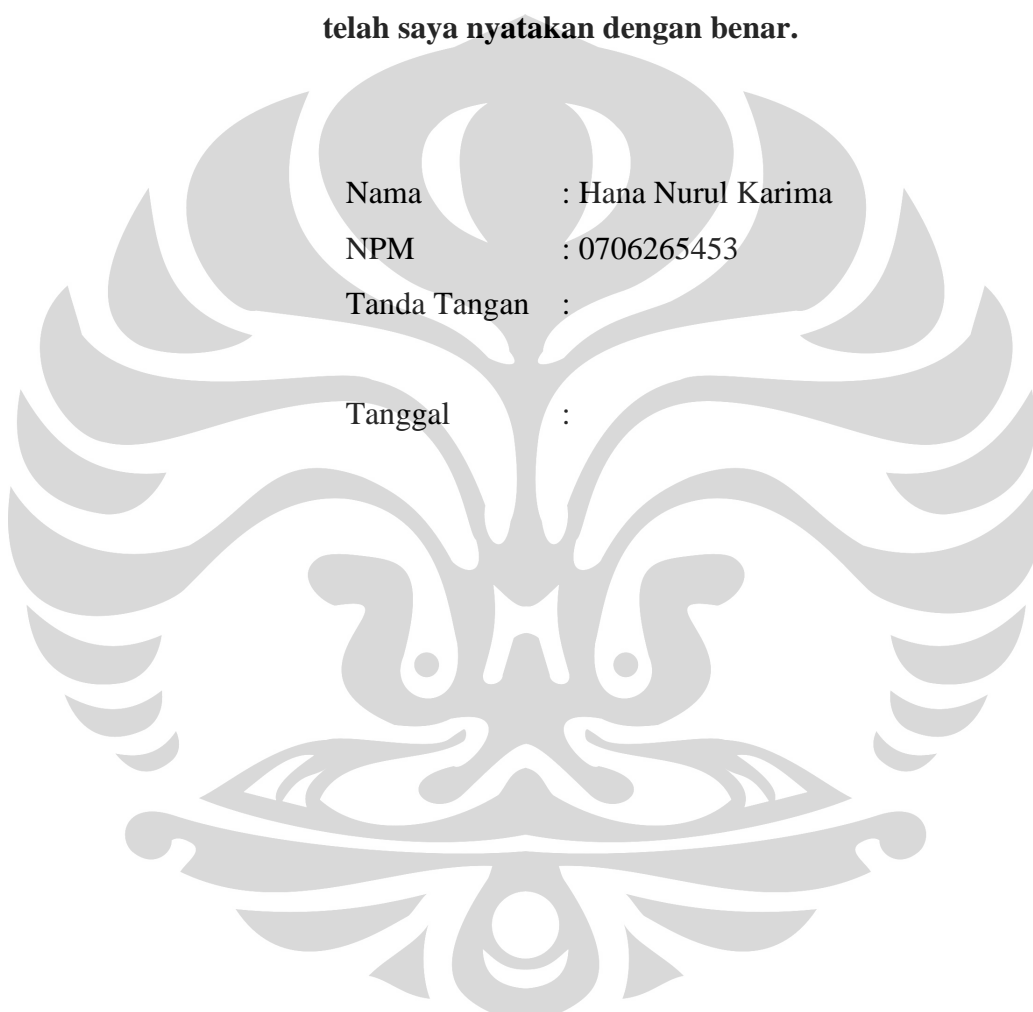 telah saya nyatakan dengan benar.
Nama : Hana Nurul Karima
NPM : 0706265453
Tanda Tangan :
Tanggal :